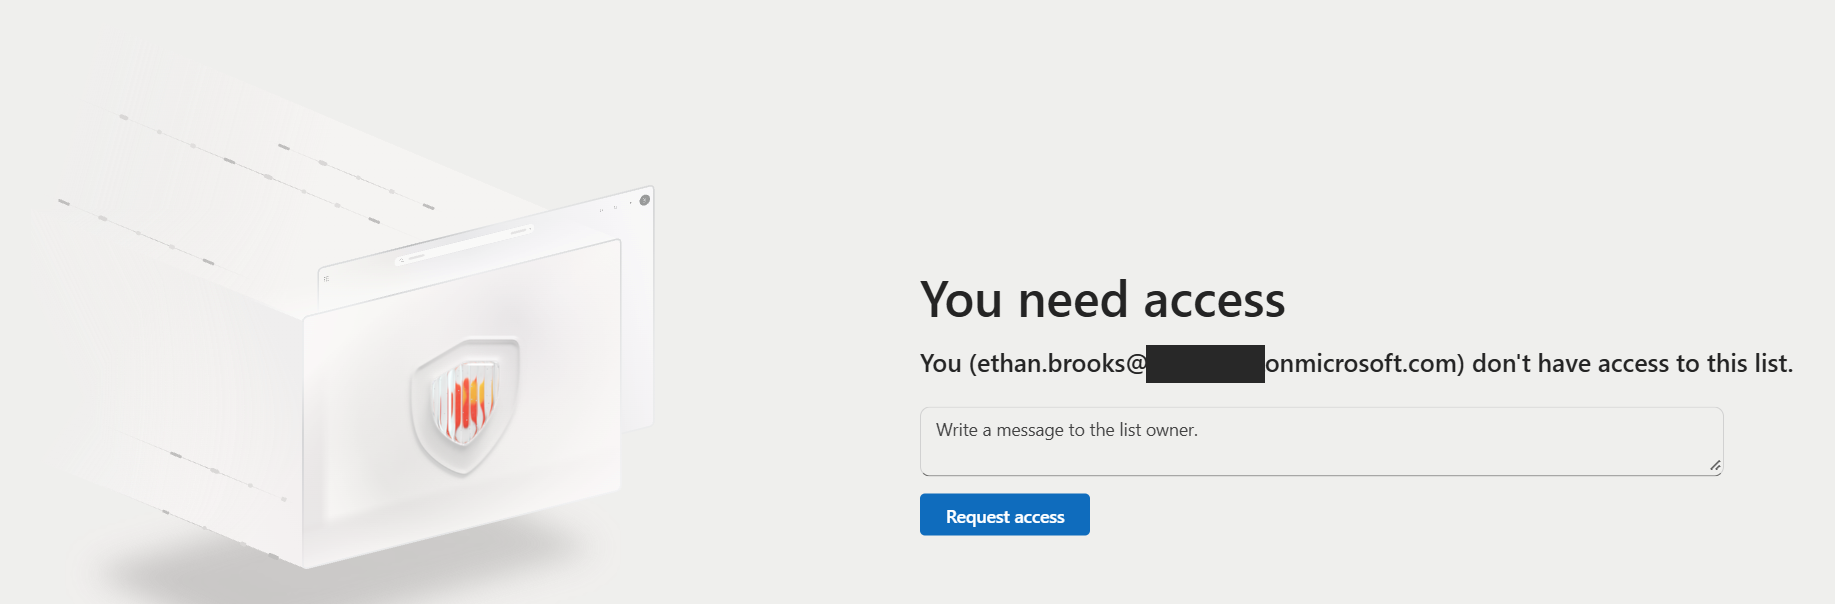 You need access
You (ethan.brooks@ onmicrosoft.com) don't have access to this list.
Write a message to the list owner.
Request access